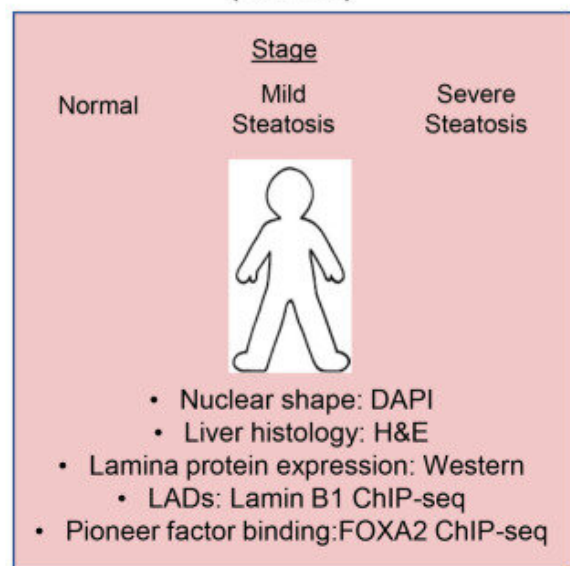 Stage
Normal
Mild
Steatosis
Severe
Steatosis
• Nuclear shape: DAPI
• Liver histology: H&E
• Lamina protein expression: Western
• LADs: Lamin B1 ChIP-seq
• Pioneer factor binding:FOXA2 ChIP-seq